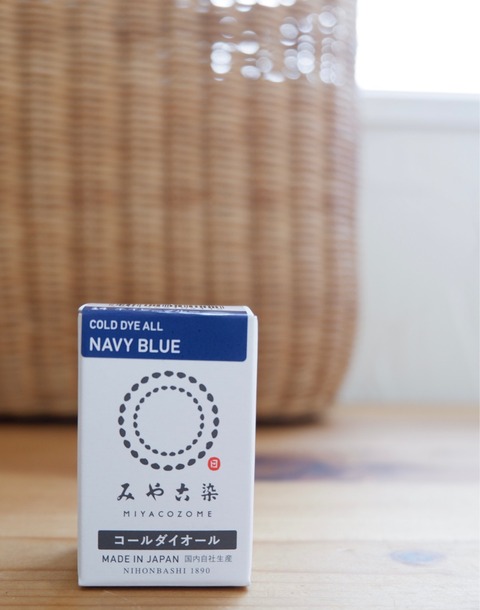 COLD DYE ALL
NAVY BLUE
日
みや古染
MIYACOZOME
コールダイオール
MADE IN JAPAN 国内自社生産
NIHONBASHI 1890